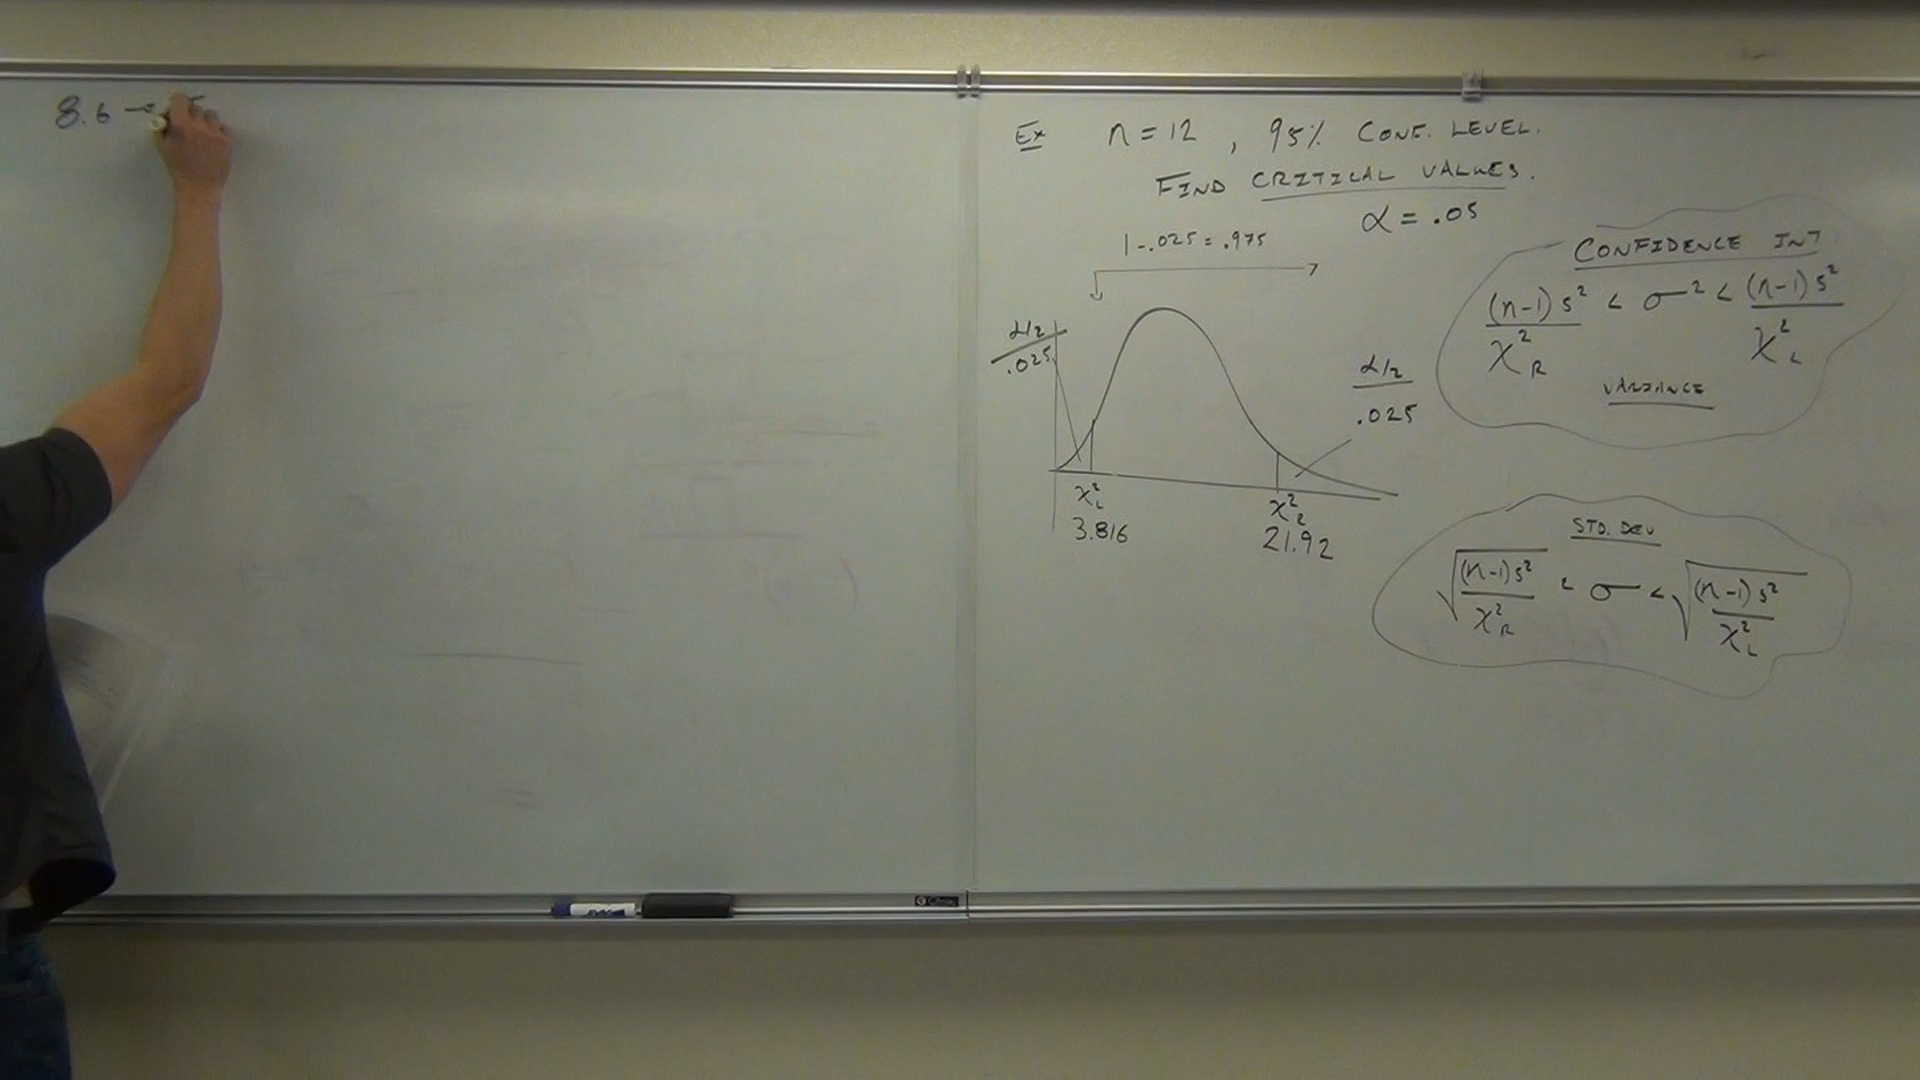 8.6 →
Ex n = 12 , 95% CONF. LEVEL.
FIND CRITICAL VALUES.
α = .05
1-.025 = .975
α/2
.025
α/2
.025
χ²L
3.816
χ²R
21.92
CONFIDENCE INT
(n-1)s²/χ²R < σ² < (n-1)s²/χ²L
VARIANCE
STD. DEV
√(n-1)s²/χ²R < σ < √(n-1)s²/χ²L